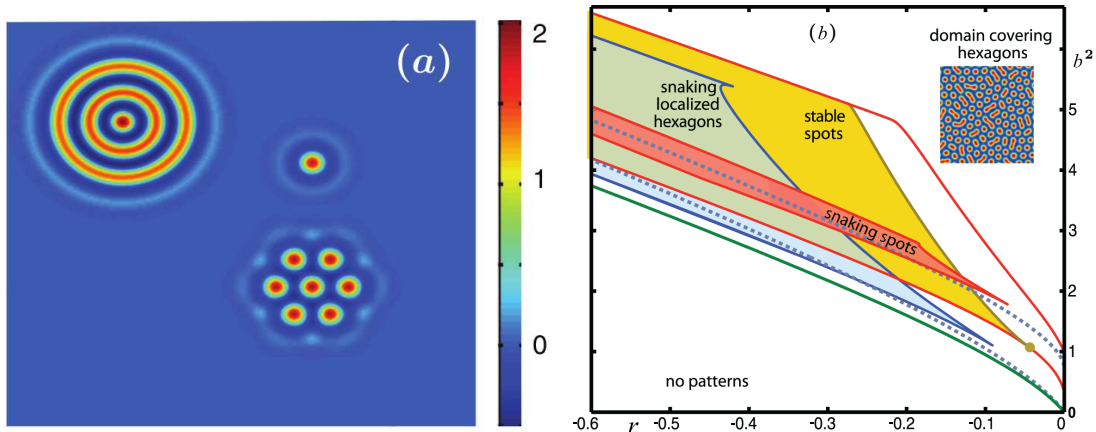 (a)
2
1
0
(b)
domain covering
hexagons
b²
snaking
localized
hexagons
stable
spots
snaking spots
no patterns
5
4
3
2
1
0
-0.6
r
-0.5
-0.4
-0.3
-0.2
-0.1
0